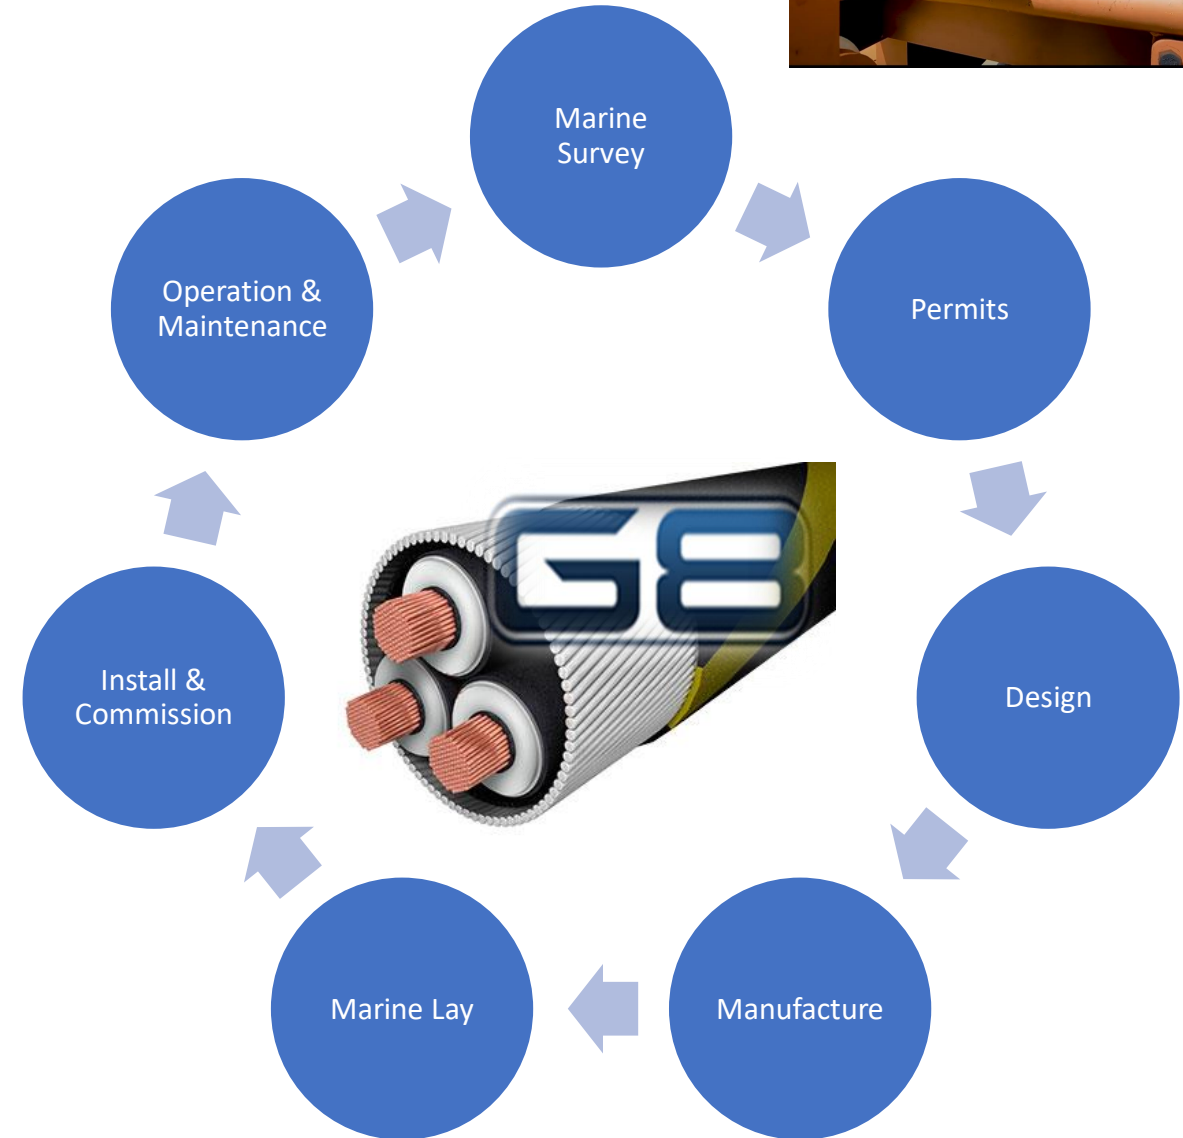 Marine
Survey
Permits
Design
Manufacture
Marine Lay
Install &
Commission
Operation &
Maintenance
G8